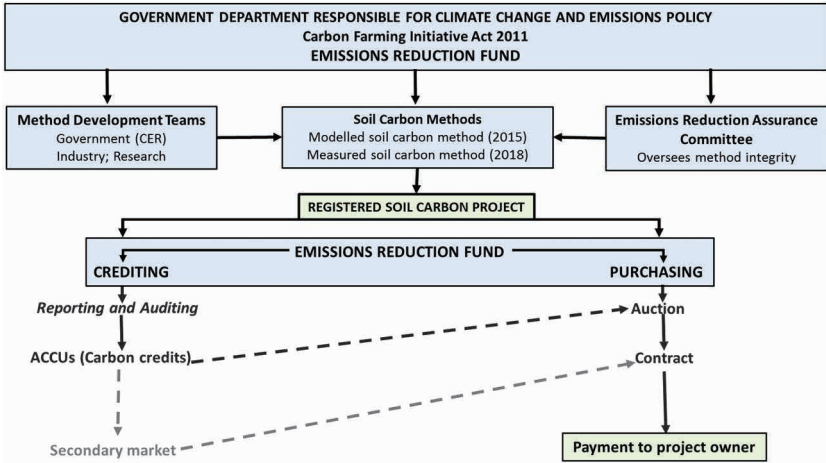 GOVERNMENT DEPARTMENT RESPONSIBLE FOR CLIMATE CHANGE AND EMISSIONS POLICY
Carbon Farming Initiative Act 2011
EMISSIONS REDUCTION FUND
Method Development Teams
Government (CER)
Industry; Research
Soil Carbon Methods
Modelled soil carbon method (2015)
Measured soil carbon method (2018)
Emissions Reduction Assurance
Committee
Oversees method integrity
REGISTERED SOIL CARBON PROJECT
EMISSIONS REDUCTION FUND
CREDITING
PURCHASING
Reporting and Auditing
Auction
ACCUs (Carbon credits)
Contract
Secondary market
Payment to project owner